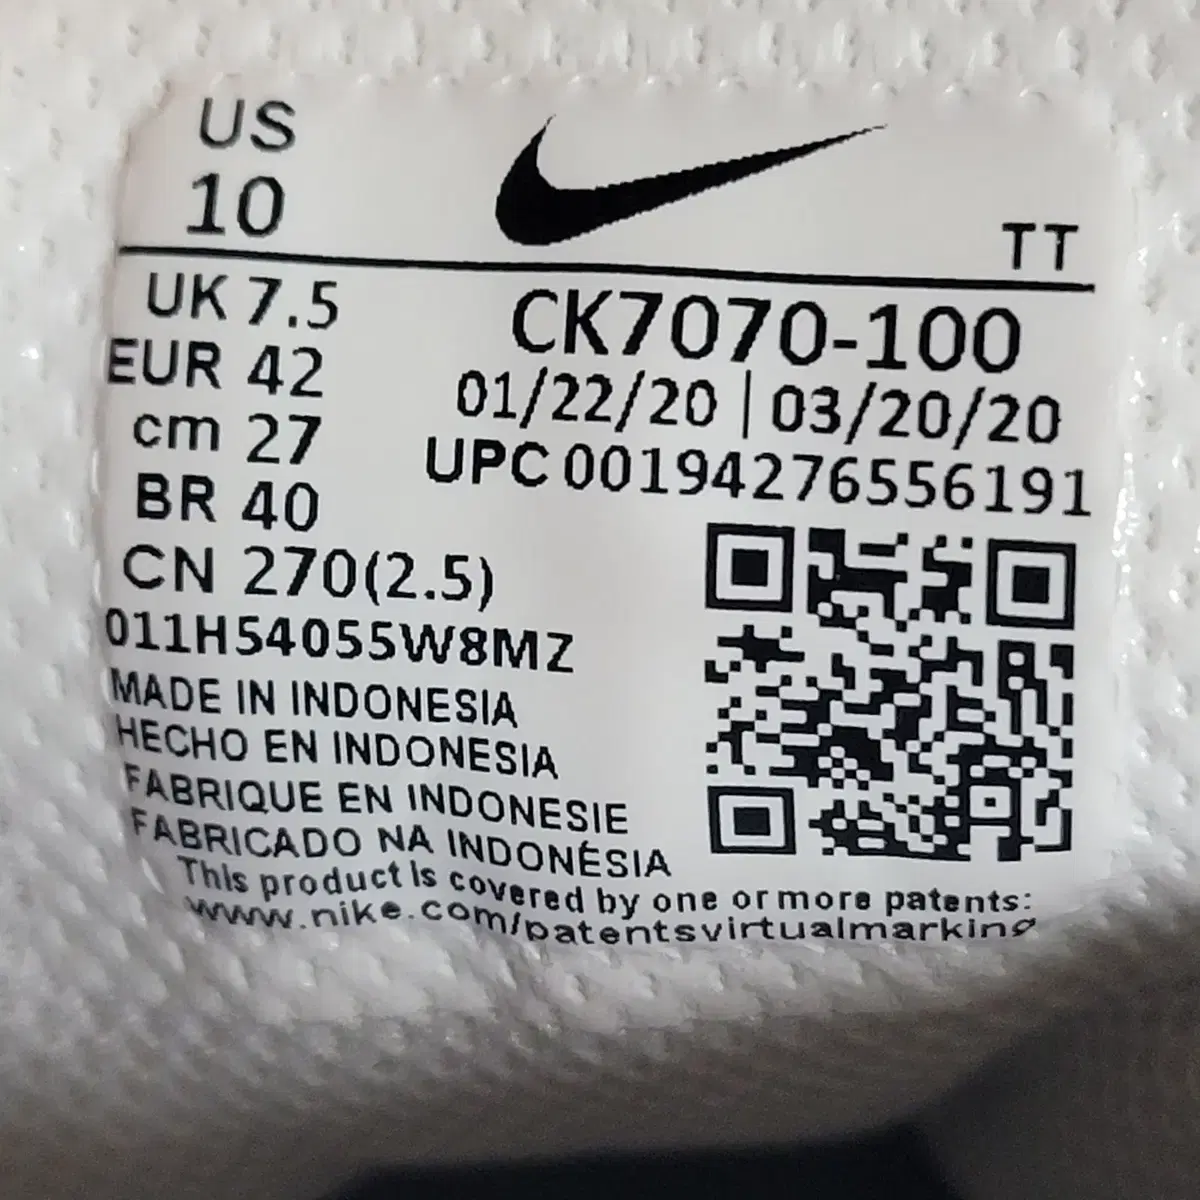 US
10
TT
UK 7.5
EUR 42
cm 27
BR 40
CN 270(2.5)
CK7070-100
01/22/20 | 03/20/20
UPC 00194276556191
011H54055W8MZ
MADE IN INDONESIA
HECHO EN INDONESIA
FABRIQUE EN INDONESIE
FABRICADO NA INDONÉSIA
This product is covered by one or more patents:
www.nike.com/patentsvirtualmarking